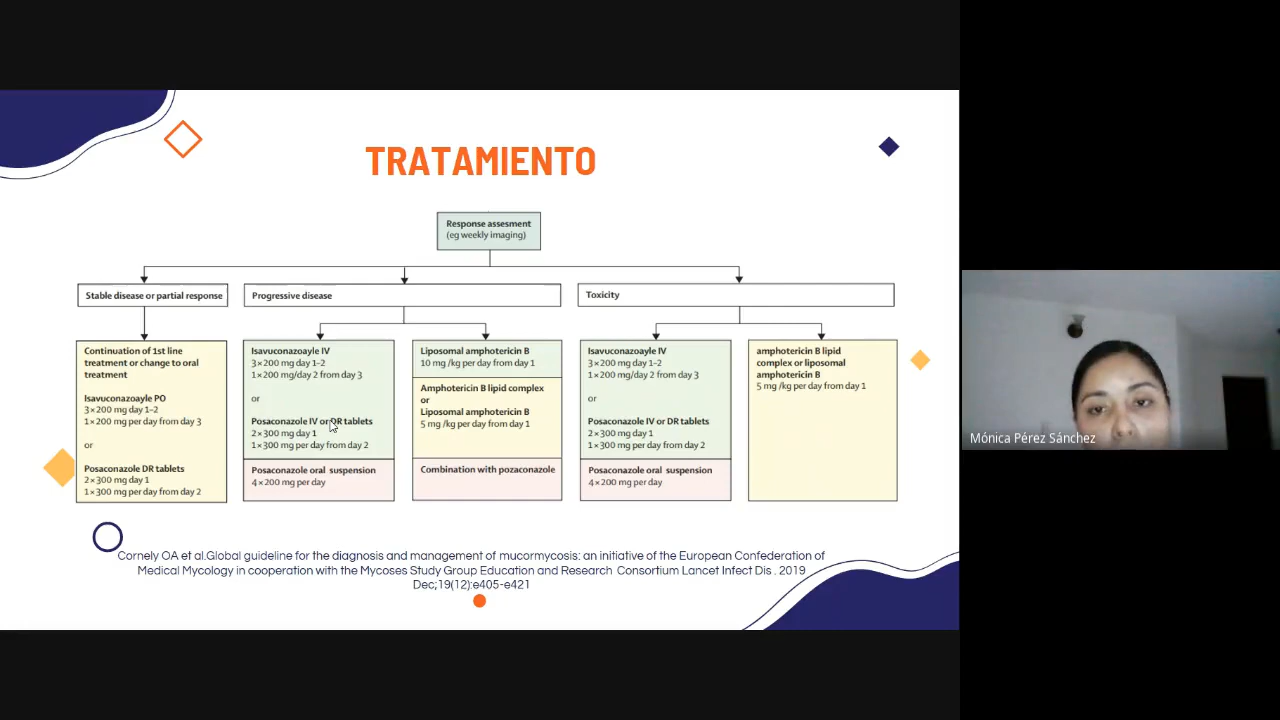 TRATAMIENTO
Response assesment
(eg weekly imaging)
Stable disease or partial response
Progressive disease
Toxicity
Continuation of 1st line
treatment or change to oral
treatment
Isavuconazoayle PO
3×200 mg day 1–2
1×200 mg per day from day 3
or
Posaconazole DR tablets
2×300 mg day 1
1×300 mg per day from day 2
Isavuconazoayle IV
3×200 mg day 1–2
1×200 mg/day 2 from day 3
or
Posaconazole IV or DR tablets
2×300 mg day 1
1×300 mg per day from day 2
Posaconazole oral suspension
4×200 mg per day
Liposomal amphotericin B
10 mg /kg per day from day 1
Amphotericin B lipid complex
or
Liposomal amphotericin B
5 mg /kg per day from day 1
Combination with pozaconazole
Isavuconazoayle IV
3×200 mg day 1–2
1×200 mg/day 2 from day 3
or
Posaconazole IV or DR tablets
2×300 mg day 1
1×300 mg per day from day 2
Posaconazole oral suspension
4×200 mg per day
amphotericin B lipid
complex or liposomal
amphotericin B
5 mg /kg per day from day 1
Cornely OA et al.Global guideline for the diagnosis and management of mucormycosis: an initiative of the European Confederation of
Medical Mycology in cooperation with the Mycoses Study Group Education and Research Consortium Lancet Infect Dis . 2019
Dec;19(12):e405-e421
Mónica Pérez Sánchez